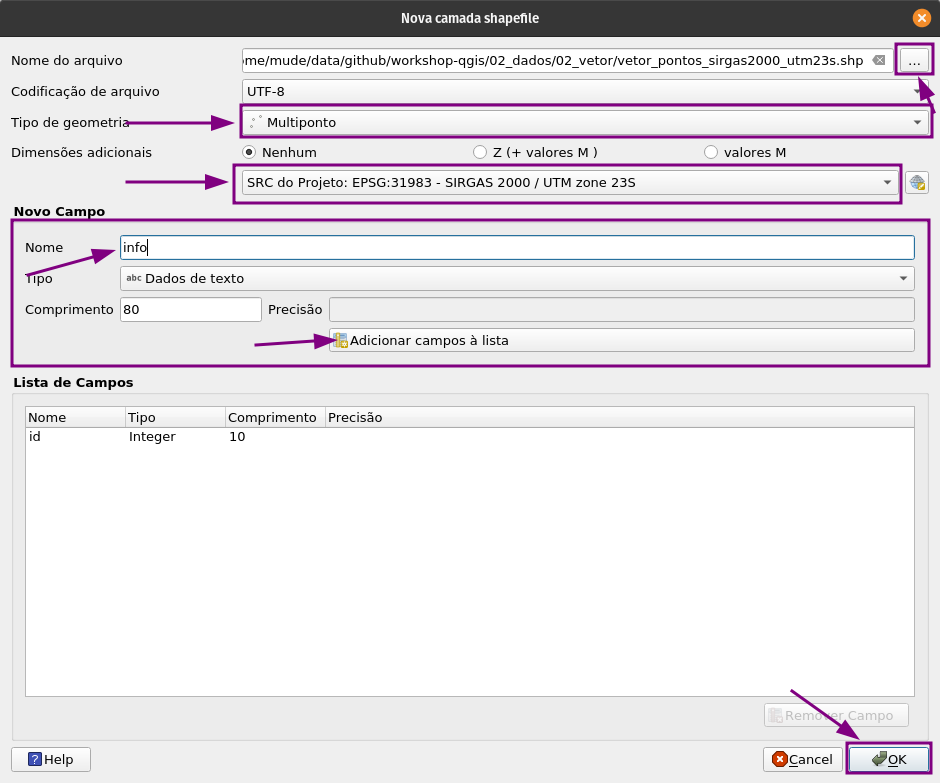 Nova camada shapefile
Nome do arquivo ome/mude/data/github/workshop-qgis/02_dados/02_vetor/vetor_pontos_sirgas2000_utm23s.shp ...
Codificação de arquivo UTF-8
Tipo de geometria Multiponto
Dimensões adicionais Nenhum Z (+ valores M ) valores M
SRC do Projeto: EPSG:31983 - SIRGAS 2000 / UTM zone 23S
Novo Campo
Nome info
Tipo abc Dados de texto
Comprimento 80 Precisão
Adicionar campos à lista
Lista de Campos
Nome Tipo Comprimento Precisão
id Integer 10
Remover Campo
Help Cancel OK